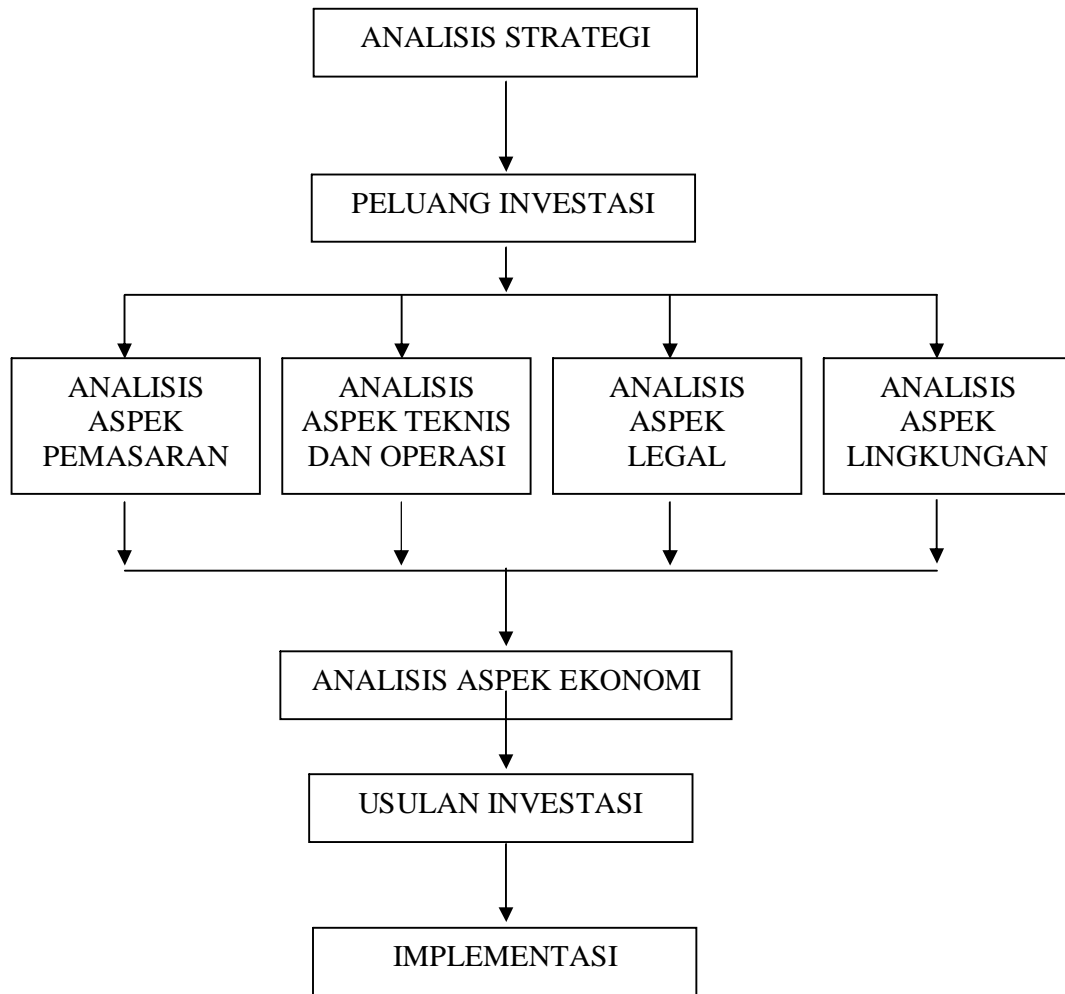 ANALISIS STRATEGI
PELUANG INVESTASI
ANALISIS
ASPEK
PEMASARAN
ANALISIS
ASPEK TEKNIS
DAN OPERASI
ANALISIS
ASPEK
LEGAL
ANALISIS
ASPEK
LINGKUNGAN
ANALISIS ASPEK EKONOMI
USULAN INVESTASI
IMPLEMENTASI